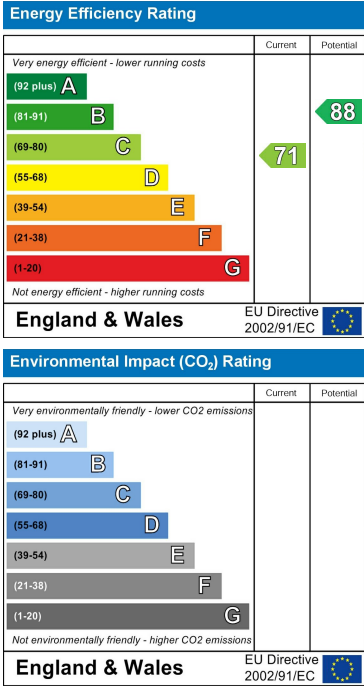 Energy Efficiency Rating
Current Potential
Very energy efficient - lower running costs
(92 plus) A
(81-91) B
88
(69-80) C
71
(55-68) D
(39-54) E
(21-38) F
(1-20) G
Not energy efficient - higher running costs
England & Wales
EU Directive
2002/91/EC
Environmental Impact (CO₂) Rating
Current Potential
Very environmentally friendly - lower CO2 emissions
(92 plus) A
(81-91) B
(69-80) C
(55-68) D
(39-54) E
(21-38) F
(1-20) G
Not environmentally friendly - higher CO2 emissions
England & Wales
EU Directive
2002/91/EC